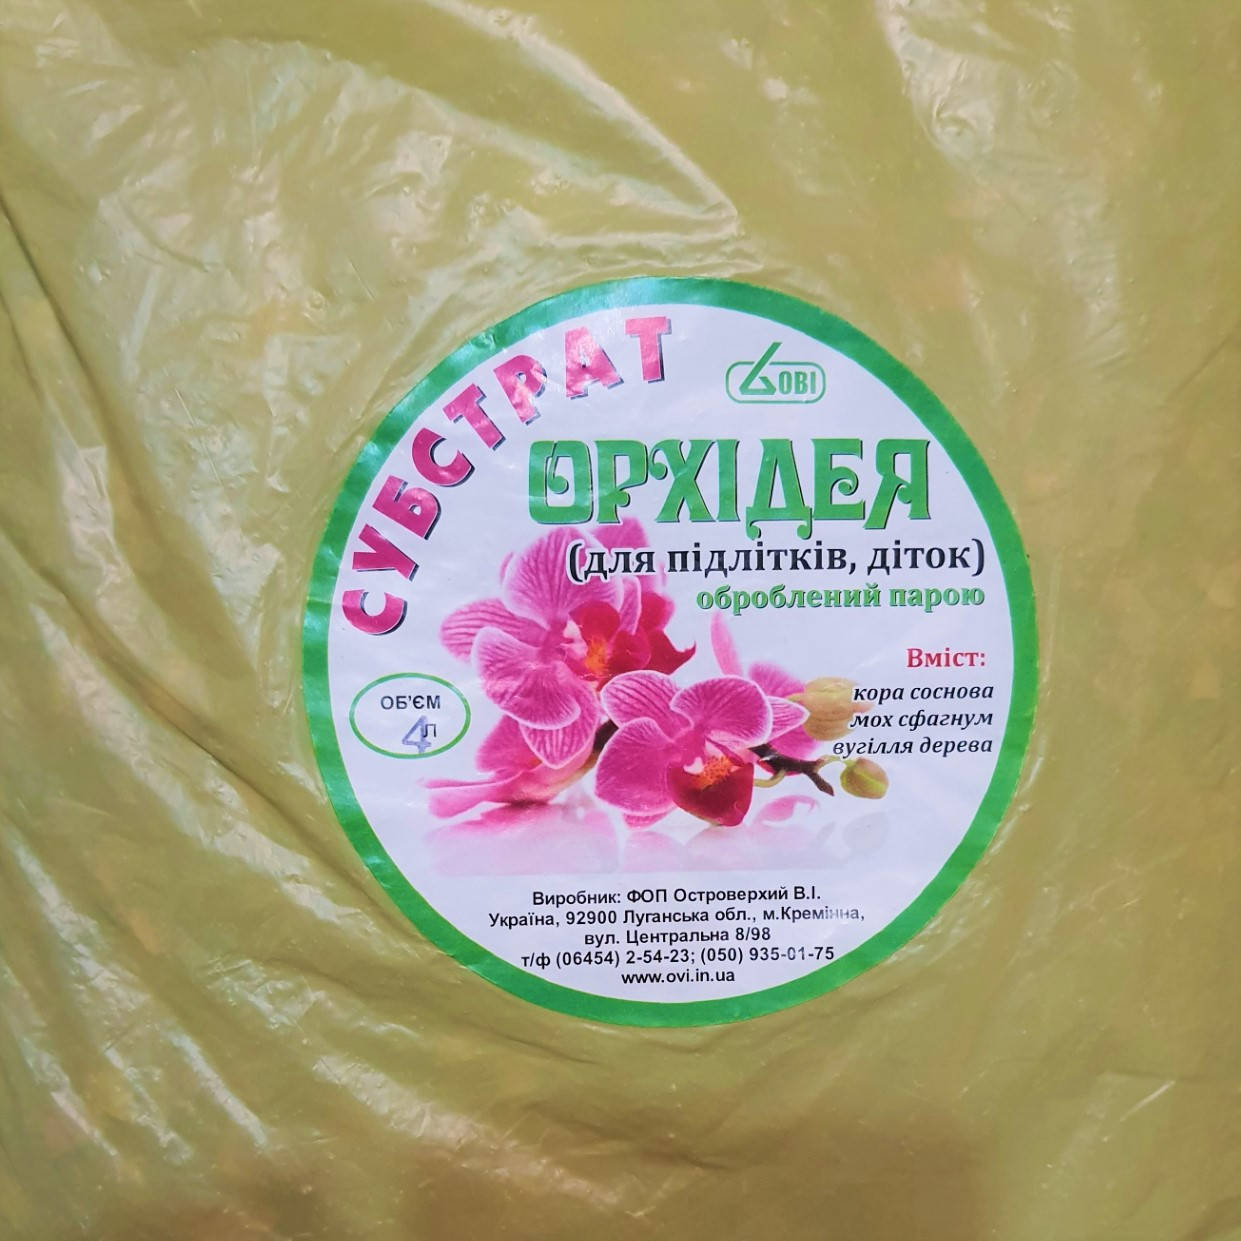 СУБСТРАТ
ОВІ
ОРХІДЕЯ
(для підлітків, діток)
оброблений парою
Вміст:
кора соснова
мох сфагнум
вугілля дерева
ОБ'ЄМ
4л
Виробник: ФОП Островерхий В.І.
Україна, 92900 Луганська обл., м.Кремінна,
вул. Центральна 8/98
т/ф (06454) 2-54-23; (050) 935-01-75
www.ovi.in.ua